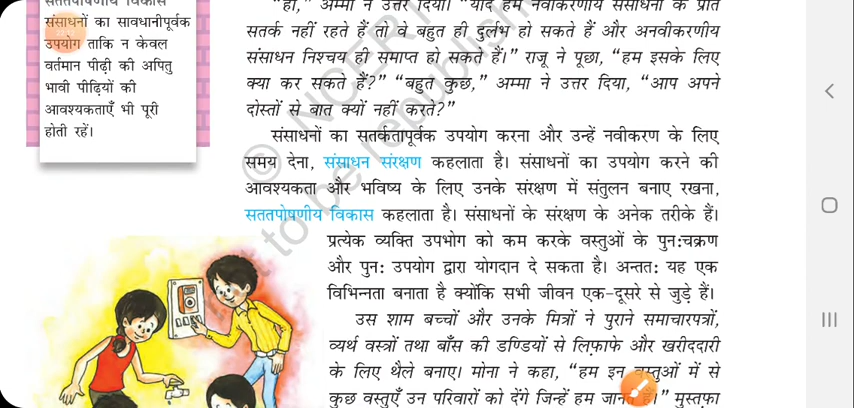 सततपोषणीय विकास
संसाधनों का सावधानीपूर्वक
उपयोग ताकि न केवल
वर्तमान पीढ़ी की अपितु
भावी पीढ़ियों की
आवश्यकताएँ भी पूरी
होती रहें।
"हाँ," अम्मा ने उत्तर दिया। "यदि हम नवीकरणीय संसाधनों के प्रति
सतर्क नहीं रहते हैं तो वे बहुत ही दुर्लभ हो सकते हैं और अनवीकरणीय
संसाधन निश्चय ही समाप्त हो सकते हैं।" राजू ने पूछा, "हम इसके लिए
क्या कर सकते हैं?" "बहुत कुछ," अम्मा ने उत्तर दिया, "आप अपने
दोस्तों से बात क्यों नहीं करते?"
संसाधनों का सतर्कतापूर्वक उपयोग करना और उन्हें नवीकरण के लिए
समय देना, संसाधन संरक्षण कहलाता है। संसाधनों का उपयोग करने की
आवश्यकता और भविष्य के लिए उनके संरक्षण में संतुलन बनाए रखना,
सततपोषणीय विकास कहलाता है। संसाधनों के संरक्षण के अनेक तरीके हैं।
प्रत्येक व्यक्ति उपभोग को कम करके वस्तुओं के पुन:चक्रण
और पुन: उपयोग द्वारा योगदान दे सकता है। अन्तत: यह एक
विभिन्नता बनाता है क्योंकि सभी जीवन एक-दूसरे से जुड़े हैं।
उस शाम बच्चों और उनके मित्रों ने पुराने समाचारपत्रों,
व्यर्थ वस्त्रों तथा बाँस की डण्डियों से लिफ़ाफे और खरीददारी
के लिए थैले बनाए। मोना ने कहा, "हम इन वस्तुओं में से
कुछ वस्तुएँ उन परिवारों को देंगे जिन्हें हम जानते हैं।" मुस्तफ़ा
© NCERT
to be republished